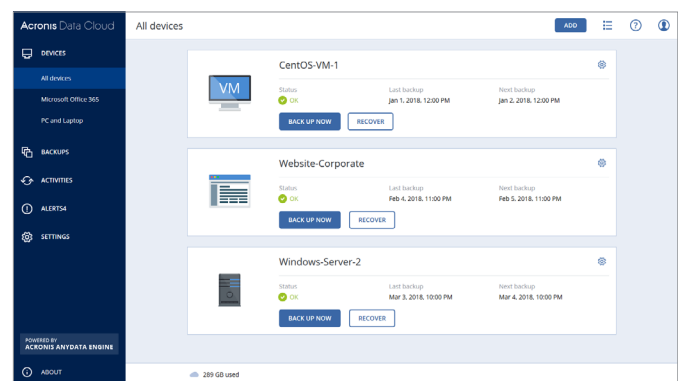 Acronis Data Cloud
All devices
ADD
DEVICES
All devices
Microsoft Office 365
PC and Laptop
BACKUPS
ACTIVITIES
ALERTS4
SETTINGS
POWERED BY
ACRONIS ANYDATA ENGINE
ABOUT
CentOS-VM-1
VM
Status
Last backup
Next backup
OK
Jan 1, 2018, 12:00 PM
Jan 2, 2018, 12:00 PM
BACK UP NOW
RECOVER
Website-Corporate
Status
Last backup
Next backup
OK
Feb 4, 2018, 11:00 PM
Feb 5, 2018, 11:00 PM
BACK UP NOW
RECOVER
Windows-Server-2
Status
Last backup
Next backup
OK
Mar 3, 2018, 10:00 PM
Mar 4, 2018, 10:00 PM
BACK UP NOW
RECOVER
289 GB used